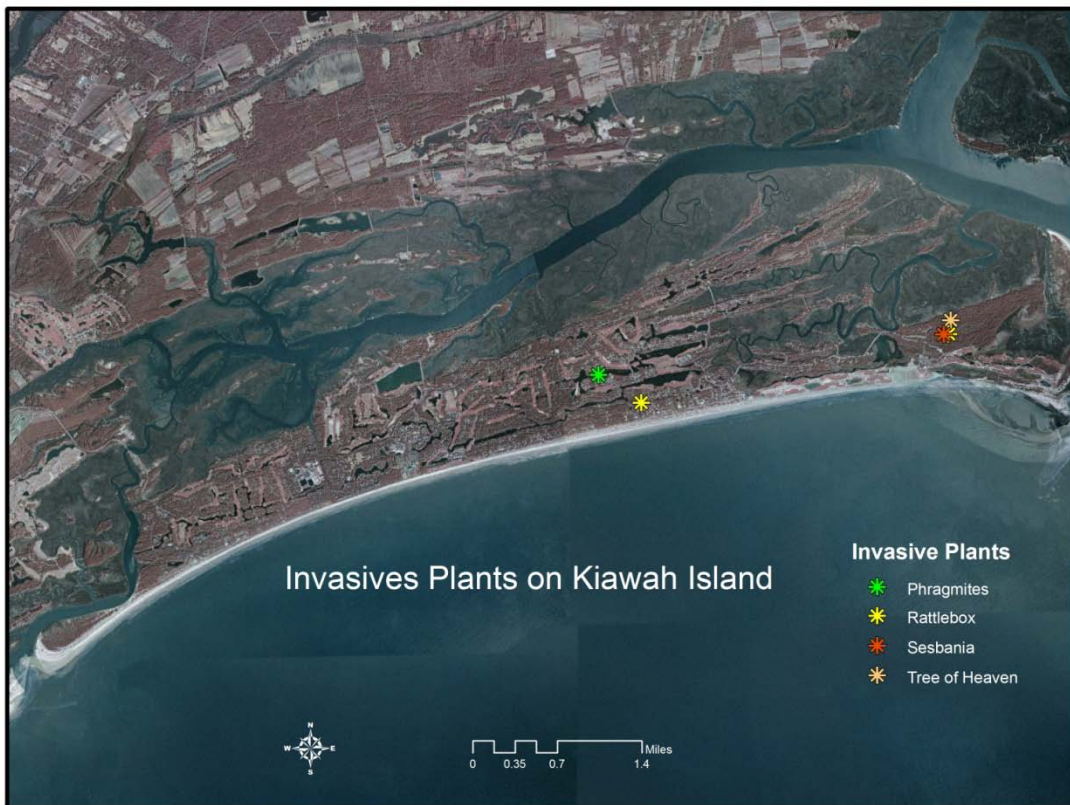 Invasives Plants on Kiawah Island
Invasive Plants
Phragmites
Rattlebox
Sesbania
Tree of Heaven
N
W E
S
Miles
0 0.35 0.7 1.4